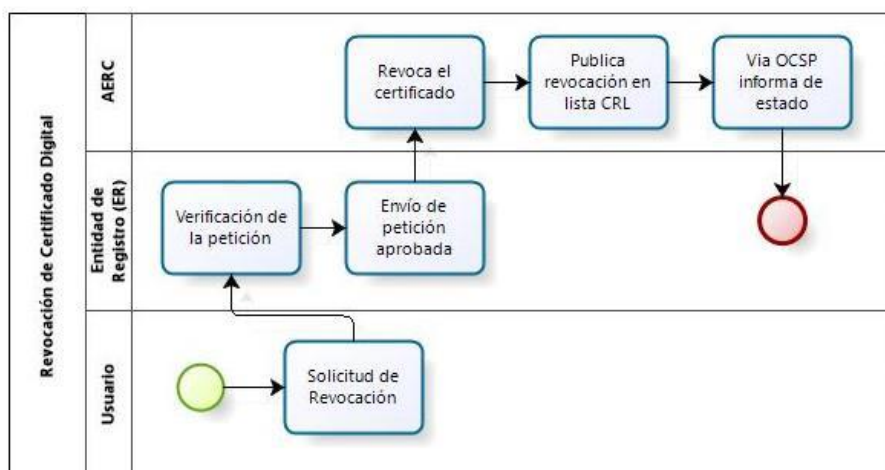 Revocación de Certificado Digital
AERC
Revoca el
certificado
Publica
revocación en
lista CRL
Via OCSP
informa de
estado
Entidad de
Registro (ER)
Verificación de
la petición
Envío de
petición
aprobada
Usuario
Solicitud de
Revocación